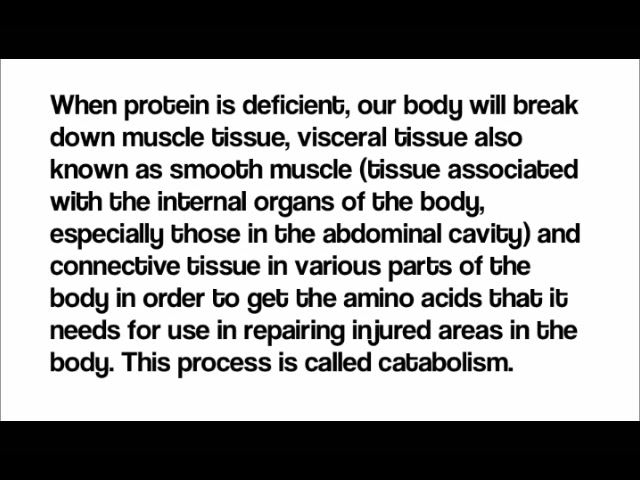 When protein is deficient, our body will break
down muscle tissue, visceral tissue also
known as smooth muscle (tissue associated
with the internal organs of the body,
especially those in the abdominal cavity) and
connective tissue in various parts of the
body in order to get the amino acids that it
needs for use in repairing injured areas in the
body. This process is called catabolism.